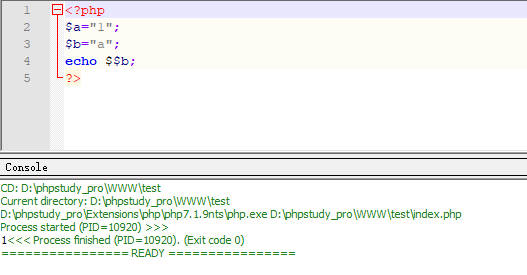 1 <?php
2 $a="1";
3 $b="a";
4 echo $$b;
5 ?>
Console
CD: D:\phpstudy_pro\WWW\test
Current directory: D:\phpstudy_pro\WWW\test
D:\phpstudy_pro\Extensions\php\php7.1.9nts\php.exe D:\phpstudy_pro\WWW\test\index.php
Process started (PID=10920) >>>
1<<< Process finished (PID=10920). (Exit code 0)
================ READY ================